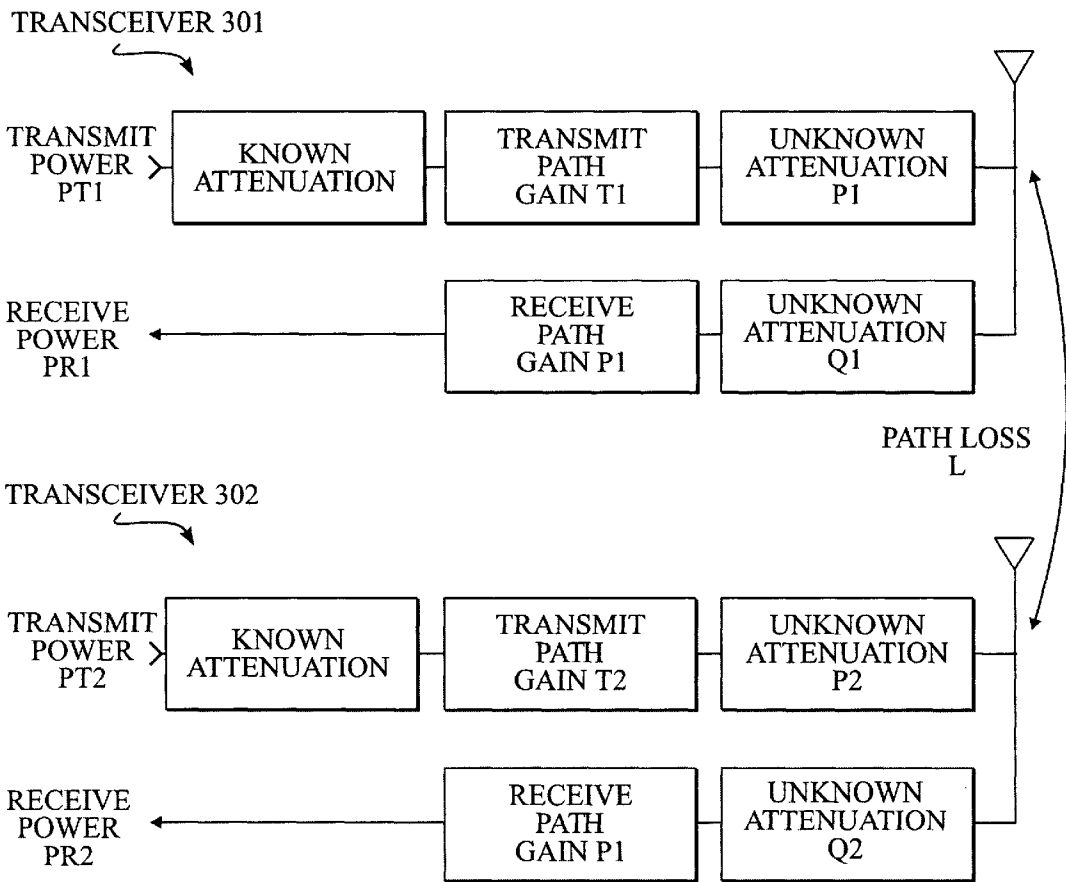 TRANSCEIVER 301
TRANSMIT
POWER
PT1
KNOWN
ATTENUATION
TRANSMIT
PATH
GAIN T1
UNKNOWN
ATTENUATION
P1
RECEIVE
POWER
PR1
RECEIVE
PATH
GAIN P1
UNKNOWN
ATTENUATION
Q1
PATH LOSS
L
TRANSCEIVER 302
TRANSMIT
POWER
PT2
KNOWN
ATTENUATION
TRANSMIT
PATH
GAIN T2
UNKNOWN
ATTENUATION
P2
RECEIVE
POWER
PR2
RECEIVE
PATH
GAIN P1
UNKNOWN
ATTENUATION
Q2